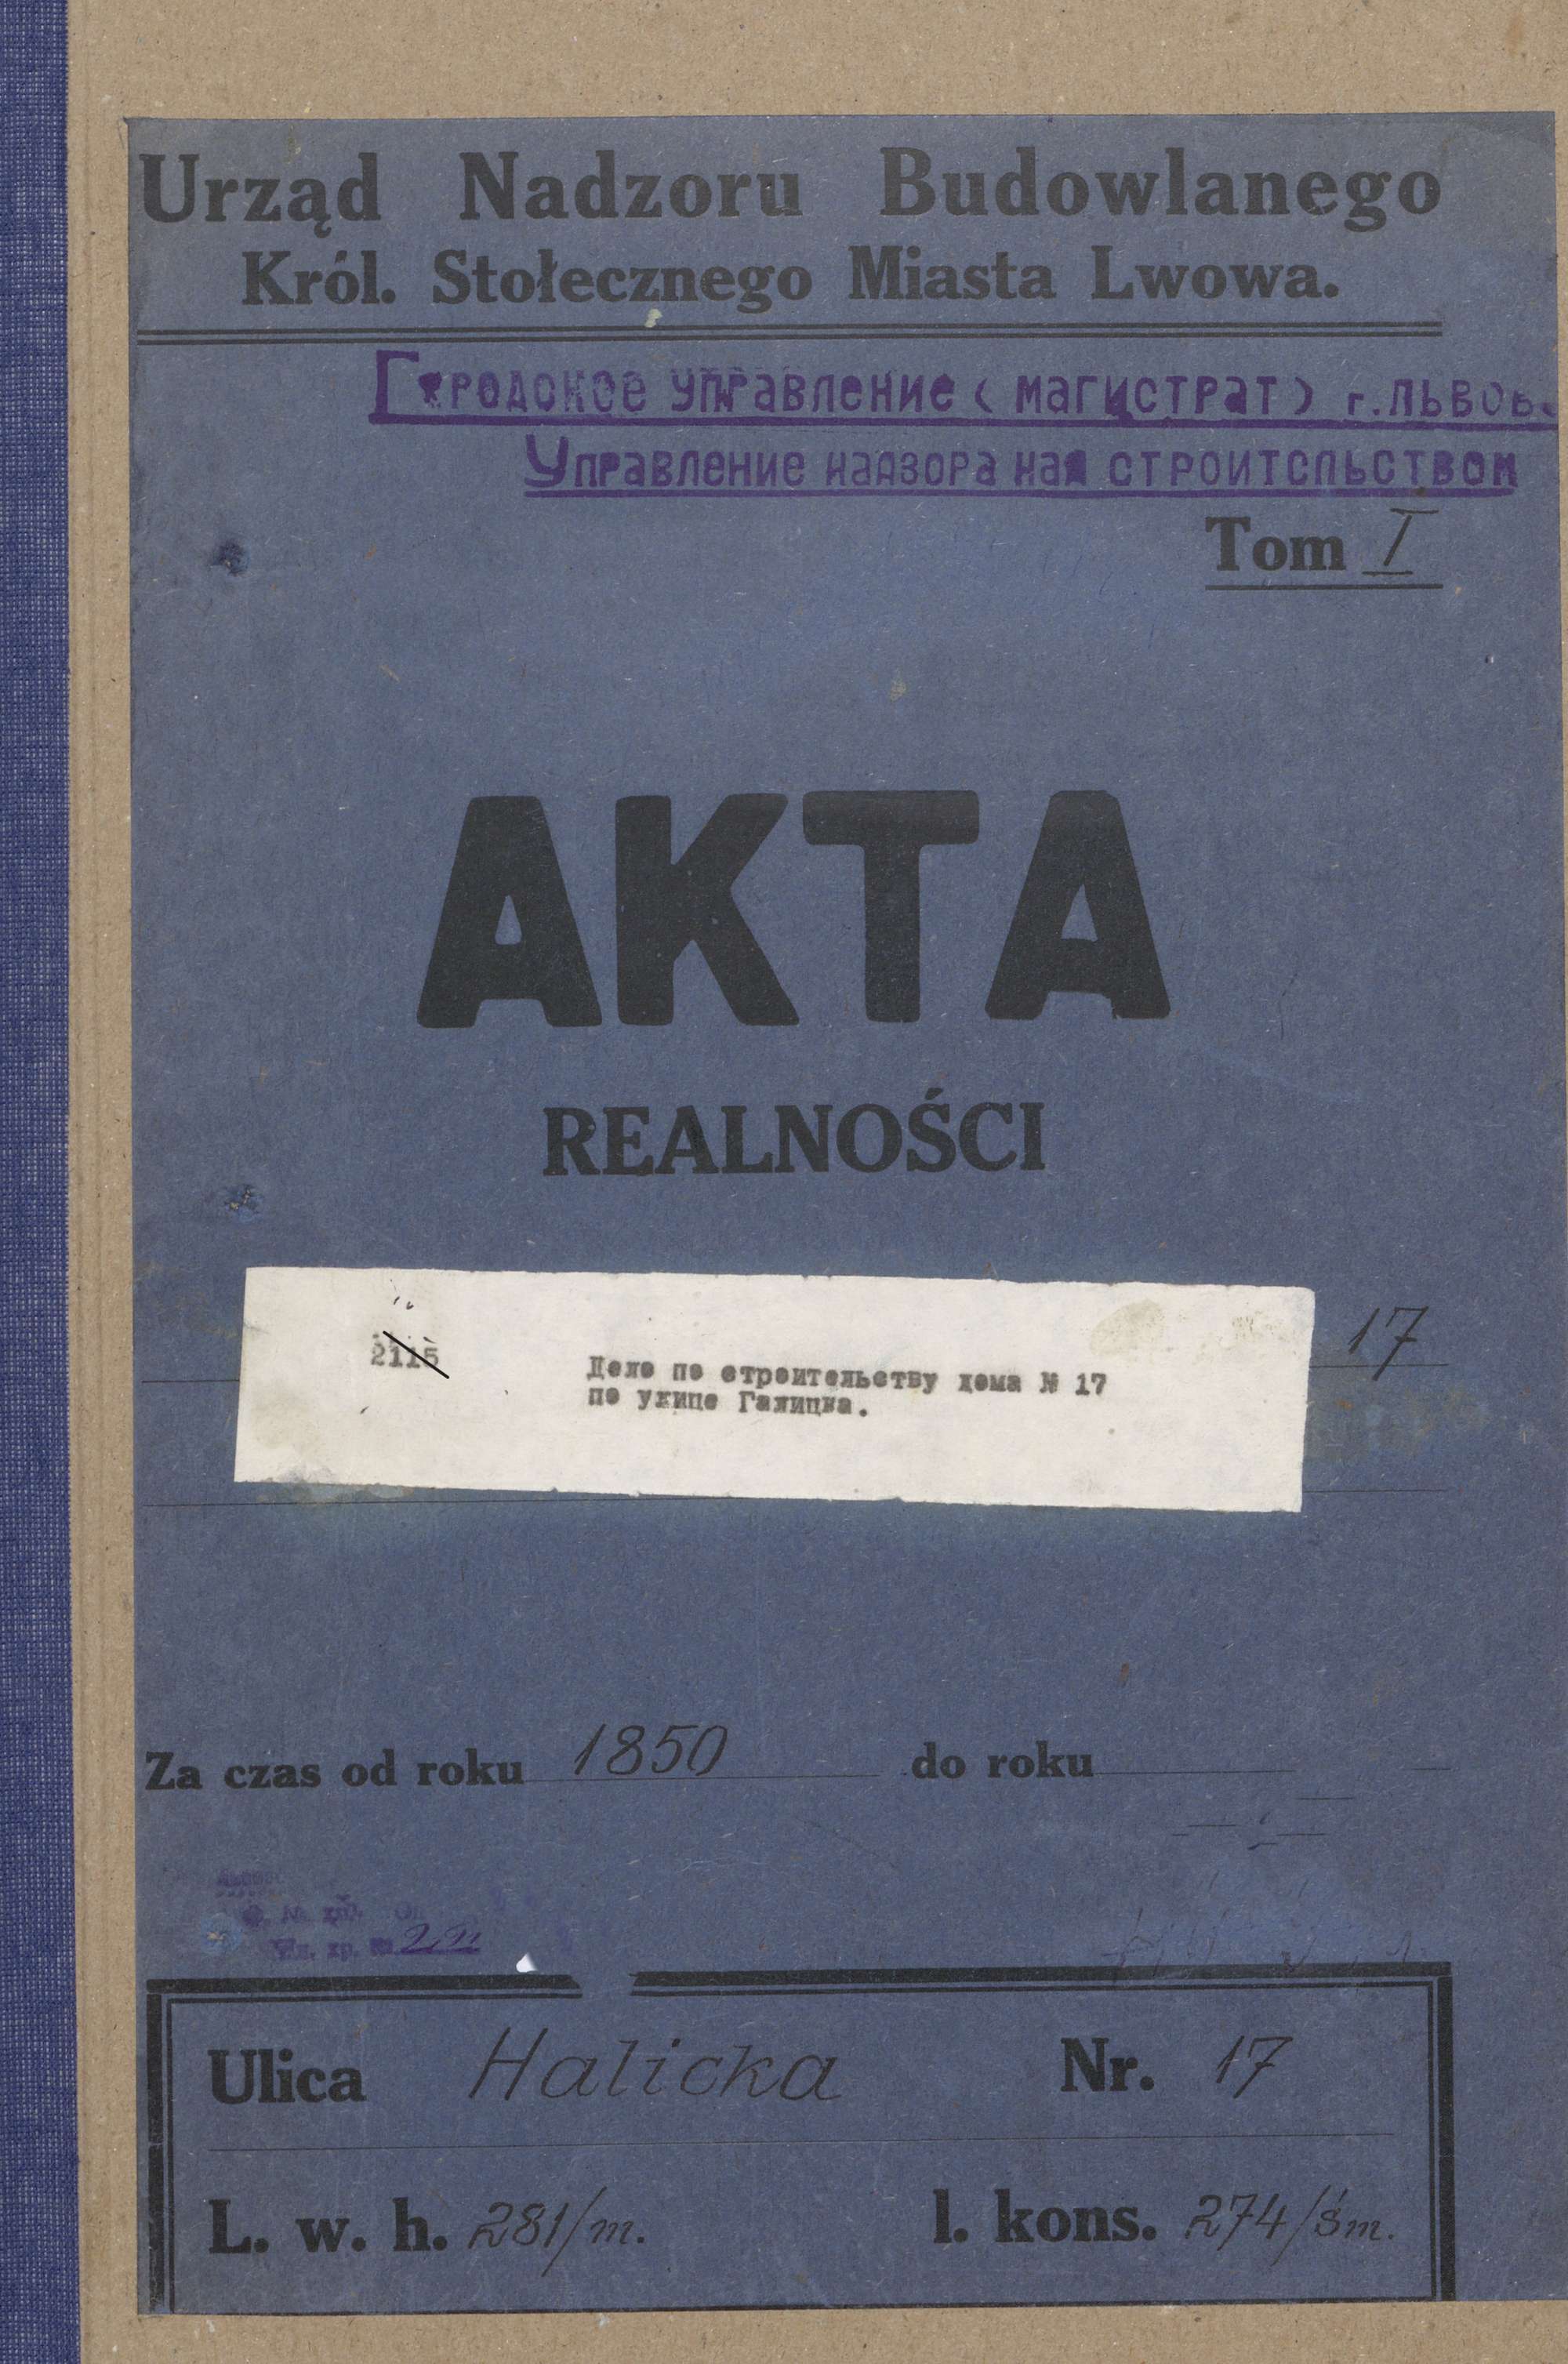 Urząd Nadzoru Budowlanego
Król. Stołecznego Miasta Lwowa.
Городское управление (магистрат) г. Львов
Управление надзора над строительством
Tom I
AKTA
REALNOŚCI
17
2115
Дело по строительству дома № 17
по улице Галицка.
Za czas od roku 1850 do roku
хр. №
Ulica Halicka Nr. 17
L. w. h. 281/m. l. kons. 274/śm.